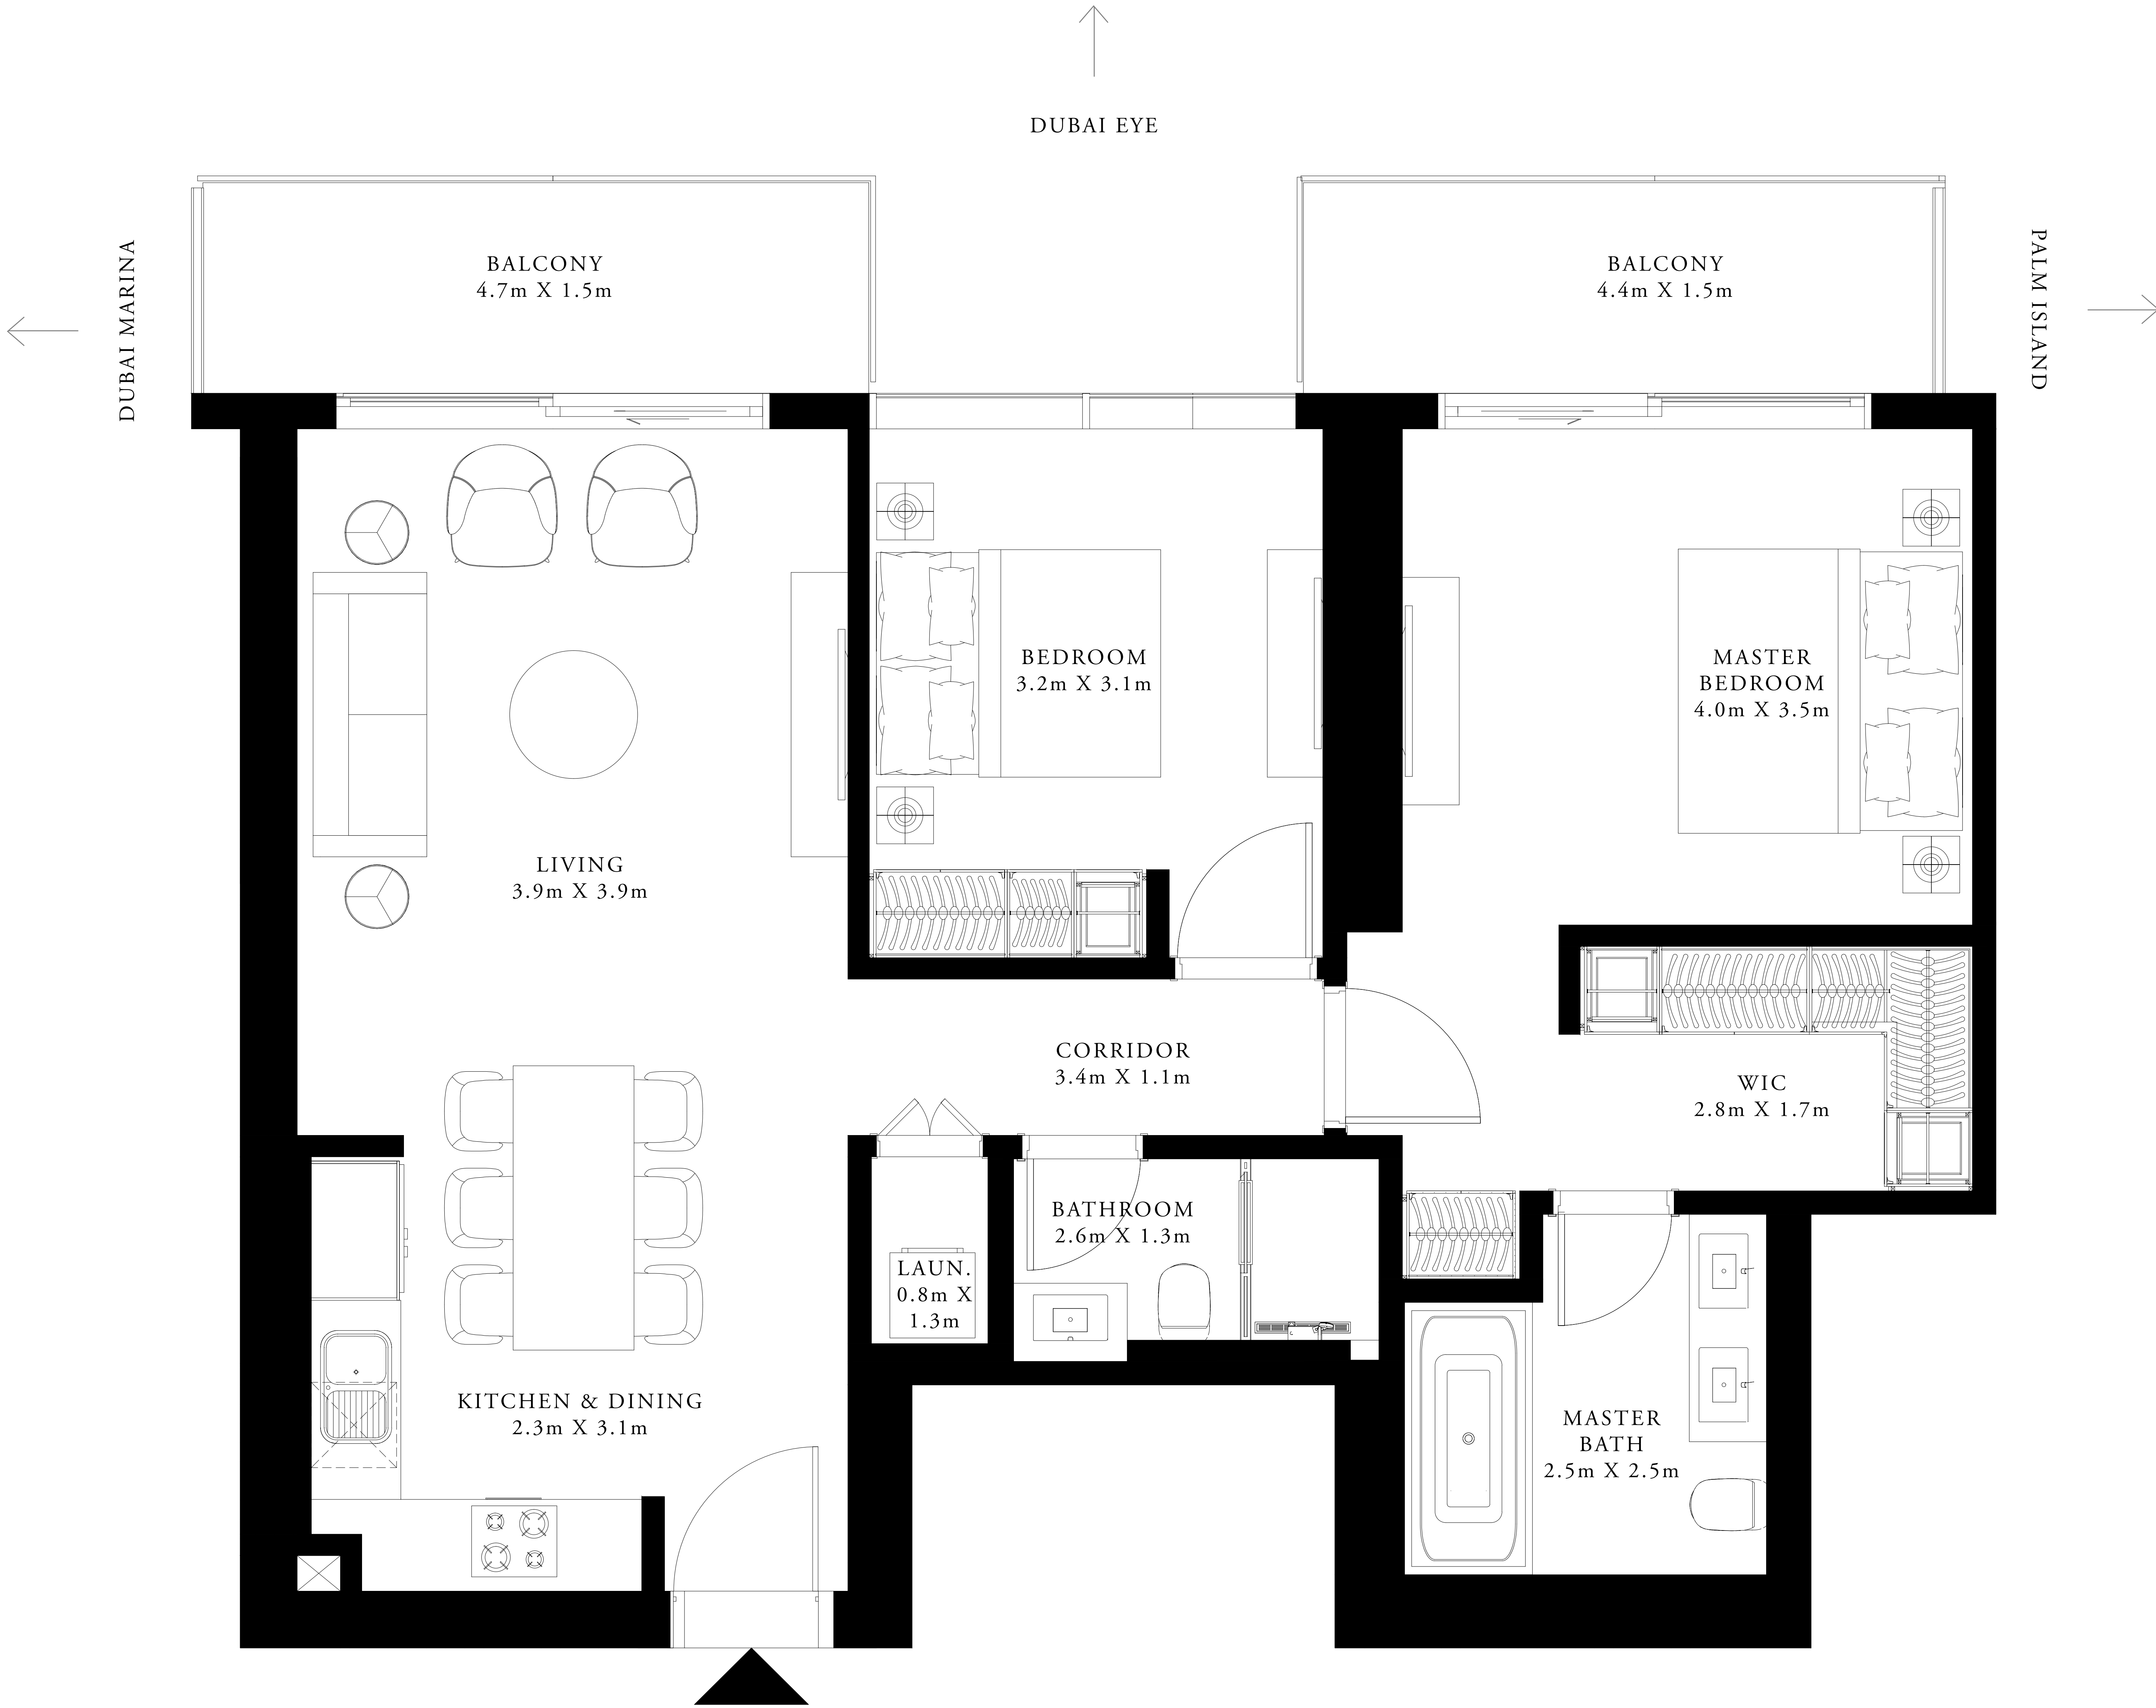 DUBAI EYE
DUBAI MARINA
BALCONY
4.7m X 1.5m
BALCONY
4.4m X 1.5m
PALM ISLAND
BEDROOM
3.2m X 3.1m
MASTER
BEDROOM
4.0m X 3.5m
LIVING
3.9m X 3.9m
CORRIDOR
3.4m X 1.1m
WIC
2.8m X 1.7m
BATHROOM
2.6m X 1.3m
LAUN.
0.8m X
1.3m
KITCHEN & DINING
2.3m X 3.1m
MASTER
BATH
2.5m X 2.5m